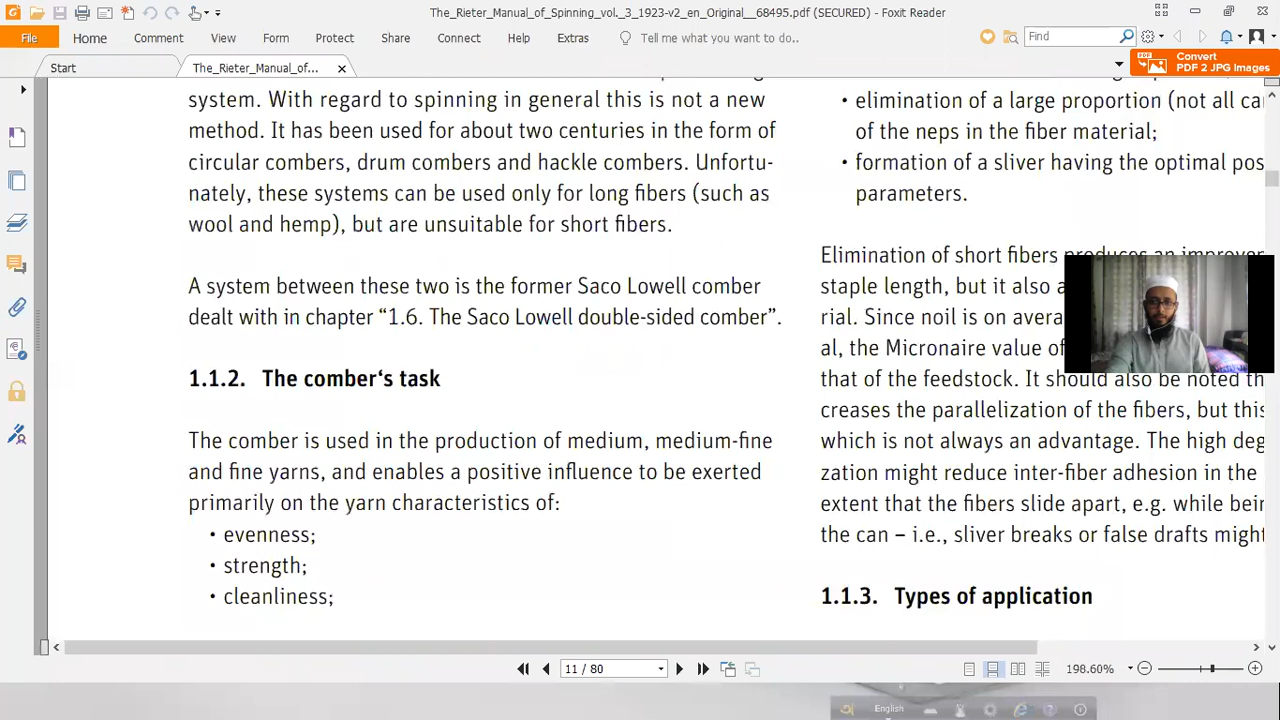 The_Rieter_Manual_of_Spinning_vol._3_1923-v2_en_Original__68495.pdf (SECURED) - Foxit Reader
File Home Comment View Form Protect Share Connect Help Extras Tell me what you want to do.. Find
Start The_Rieter_Manual_of...
Convert
PDF 2 JPG Images
system. With regard to spinning in general this is not a new
method. It has been used for about two centuries in the form of
circular combers, drum combers and hackle combers. Unfortu-
nately, these systems can be used only for long fibers (such as
wool and hemp), but are unsuitable for short fibers.
A system between these two is the former Saco Lowell comber
dealt with in chapter “1.6. The Saco Lowell double-sided comber”.
1.1.2. The comber‘s task
The comber is used in the production of medium, medium-fine
and fine yarns, and enables a positive influence to be exerted
primarily on the yarn characteristics of:
• evenness;
• strength;
• cleanliness;
• elimination of a large proportion (not all ca
of the neps in the fiber material;
• formation of a sliver having the optimal pos
parameters.
Elimination of short fibers produces an improve
staple length, but it also a
rial. Since noil is on avera
al, the Micronaire value of
that of the feedstock. It should also be noted th
creases the parallelization of the fibers, but this
which is not always an advantage. The high deg
zation might reduce inter-fiber adhesion in the
extent that the fibers slide apart, e.g. while bein
the can – i.e., sliver breaks or false drafts might
1.1.3. Types of application
11 / 80
198.60%
English